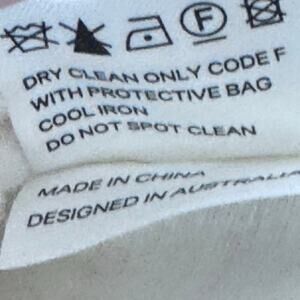 F
DRY CLEAN ONLY CODE F
WITH PROTECTIVE BAG
COOL IRON
DO NOT SPOT CLEAN
MADE IN CHINA
DESIGNED IN AUSTRALIA